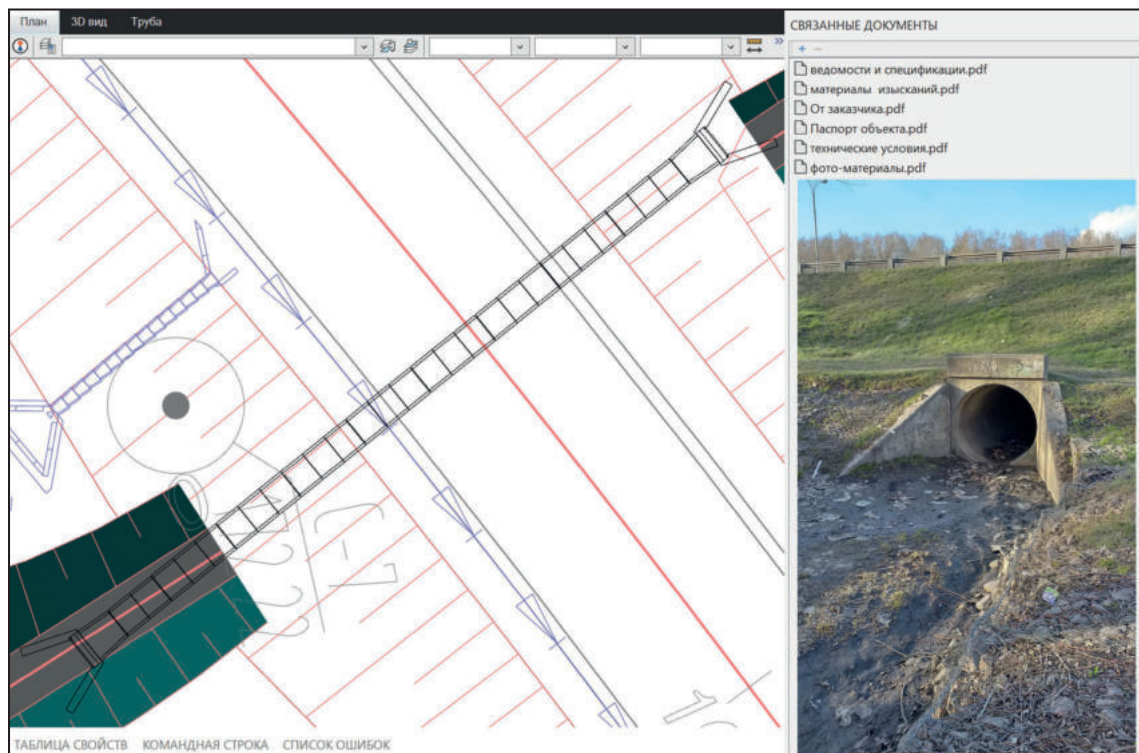 План 3D вид Труба
СВЯЗАННЫЕ ДОКУМЕНТЫ
ведомости и спецификации.pdf
материалы изысканий.pdf
От заказчика.pdf
Паспорт объекта.pdf
технические условия.pdf
фото-материалы.pdf
С-7
ТАБЛИЦА СВОЙСТВ КОМАНДНАЯ СТРОКА СПИСОК ОШИБОК